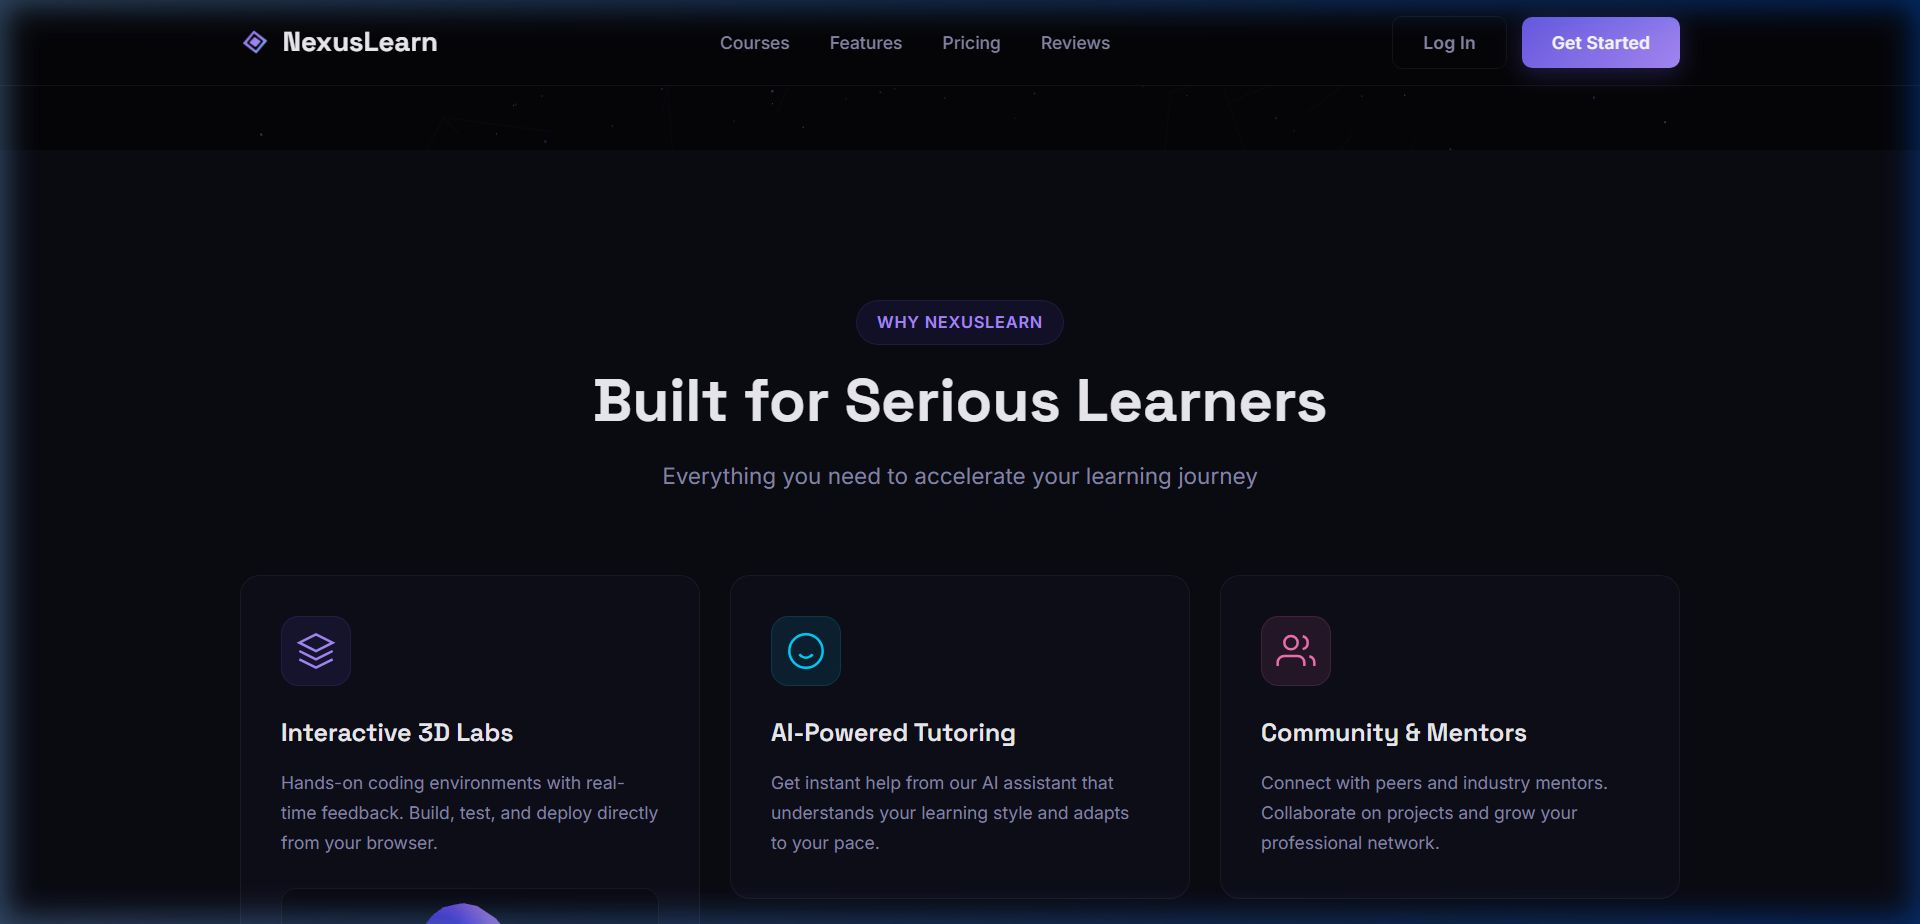 NexusLearn
Courses
Features
Pricing
Reviews
Log In
Get Started
WHY NEXUSLEARN
Built for Serious Learners
Everything you need to accelerate your learning journey
Interactive 3D Labs
Hands-on coding environments with real-
time feedback. Build, test, and deploy directly
from your browser.
AI-Powered Tutoring
Get instant help from our AI assistant that
understands your learning style and adapts
to your pace.
Community & Mentors
Connect with peers and industry mentors.
Collaborate on projects and grow your
professional network.